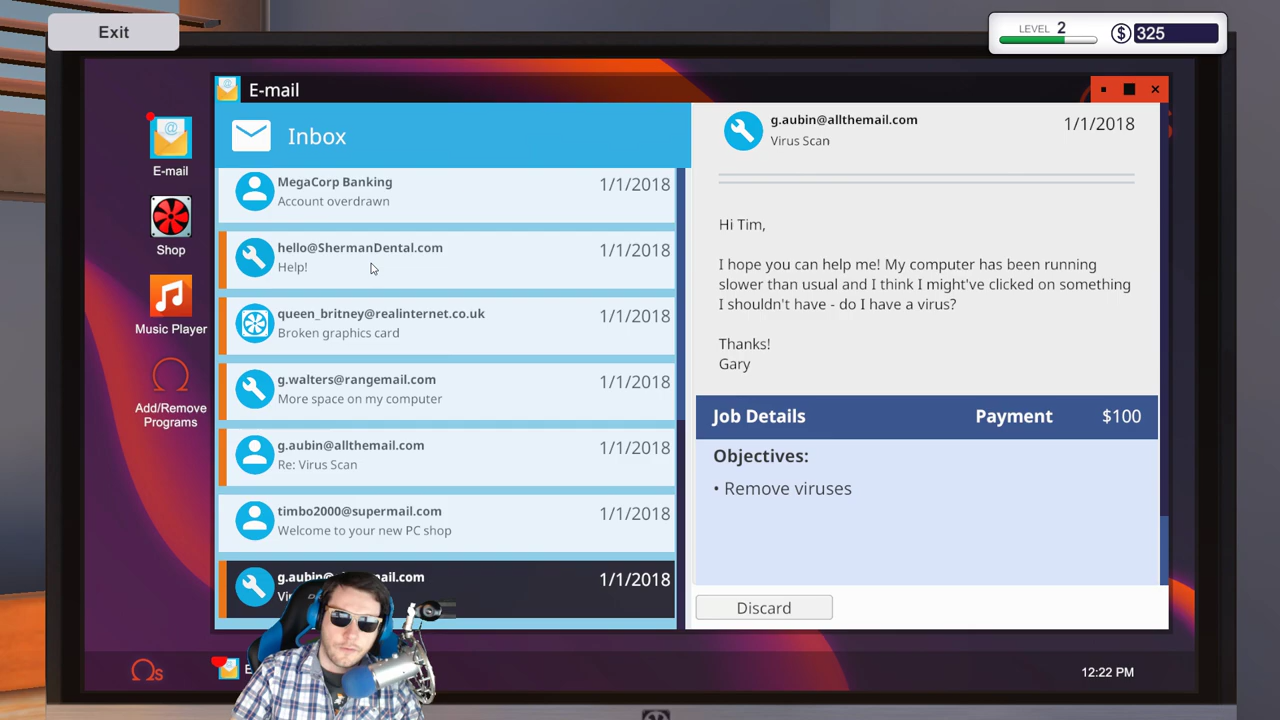 Exit
LEVEL 2
$ 325
E-mail
E-mail
Shop
Music Player
Add/Remove
Programs
Inbox
MegaCorp Banking
1/1/2018
Account overdrawn
hello@ShermanDental.com
1/1/2018
Help!
queen_britney@realinternet.co.uk
1/1/2018
Broken graphics card
g.walters@rangemail.com
1/1/2018
More space on my computer
g.aubin@allthemail.com
1/1/2018
Re: Virus Scan
timbo2000@supermail.com
1/1/2018
Welcome to your new PC shop
1/1/2018
g.aubin@allthemail.com
1/1/2018
Virus Scan
Hi Tim,
I hope you can help me! My computer has been running
slower than usual and I think I might've clicked on something
I shouldn't have - do I have a virus?
Thanks!
Gary
Job Details
Payment
$100
Objectives:
• Remove viruses
Discard
Ωs
12:22 PM